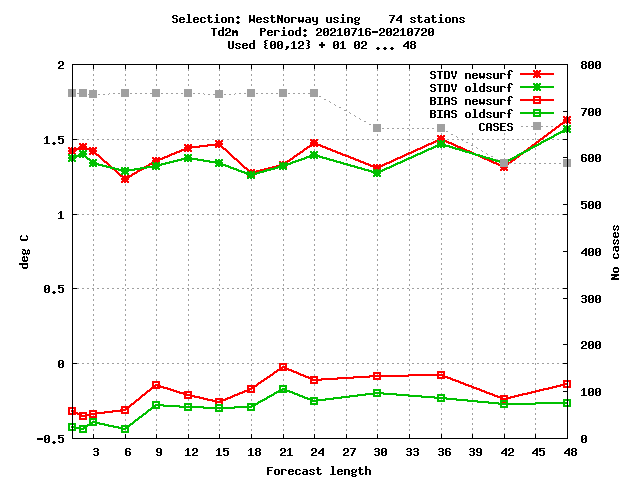 Selection: WestNorway using    74 stations
Td2m   Period: 20210716-20210720
Used {00,12} + 01 02 ... 48
2
1.5
1
0.5
0
-0.5
deg C
800
700
600
500
400
300
200
100
0
No cases
STDV newsurf
STDV oldsurf
BIAS newsurf
BIAS oldsurf
CASES
3 6 9 12 15 18 21 24 27 30 33 36 39 42 45 48
Forecast length